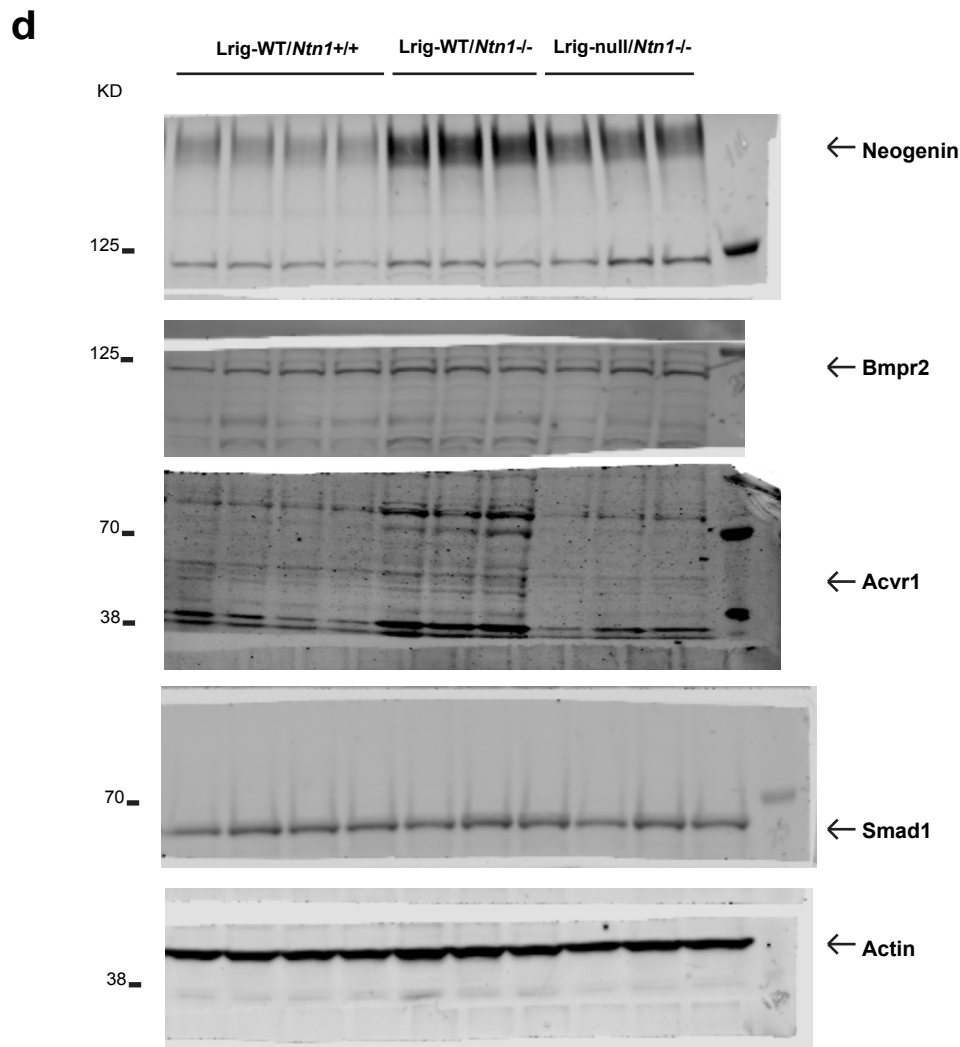 d
Lrig-WT/Ntn1+/+ Lrig-WT/Ntn1-/- Lrig-null/Ntn1-/-
KD
Neogenin
125
125
Bmpr2
70
Acvr1
38
70
Smad1
Actin
38